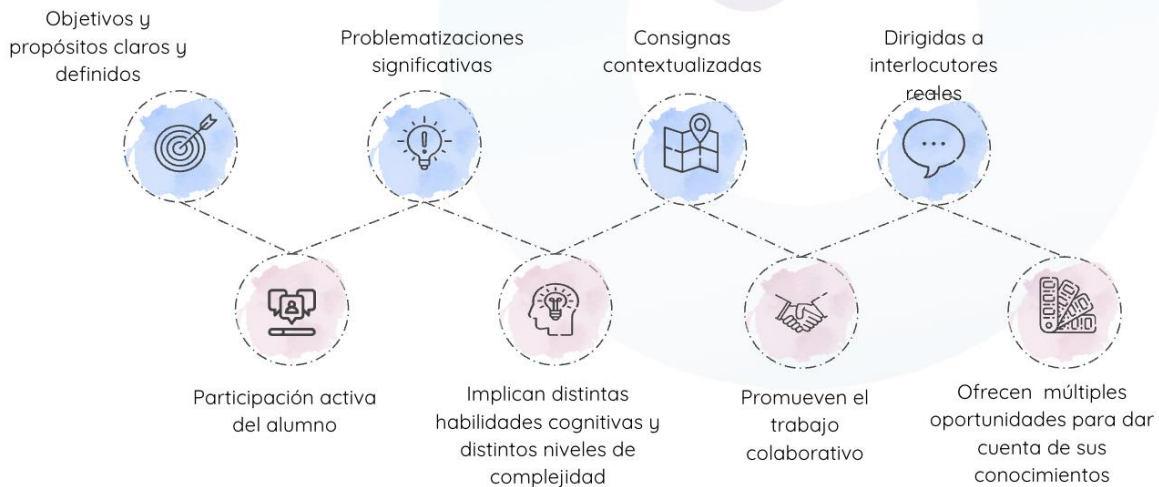 Objetivos y
propósitos claros y
definidos
Problematizaciones
significativas
Consignas
contextualizadas
Dirigidas a
interlocutores
reales
Participación activa
del alumno
Implican distintas
habilidades cognitivas y
distintos niveles de
complejidad
Promueven el
trabajo
colaborativo
Ofrecen múltiples
oportunidades para dar
cuenta de sus
conocimientos